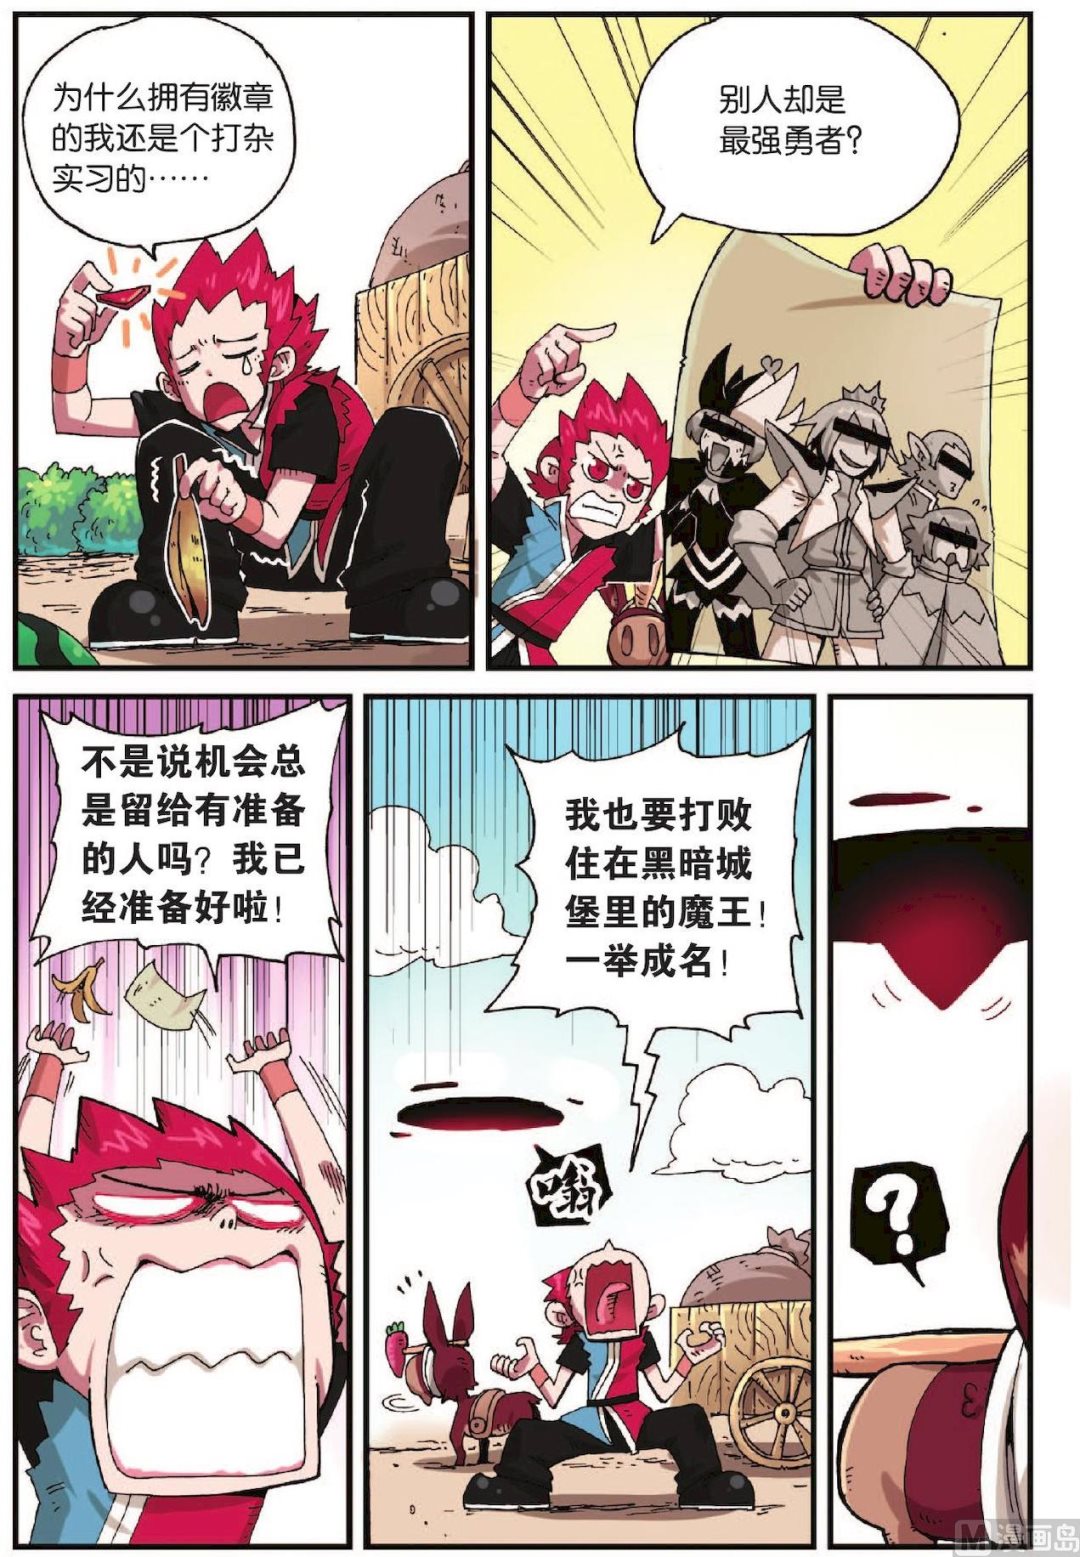 为什么拥有徽章
的我还是个打杂
实习的……
别人却是
最强勇者？
不是说机会总
是留给有准备
的人吗？我已
经准备好啦！
我也要打败
住在黑暗城
堡里的魔王！
一举成名！
嗡
?
M漫画岛